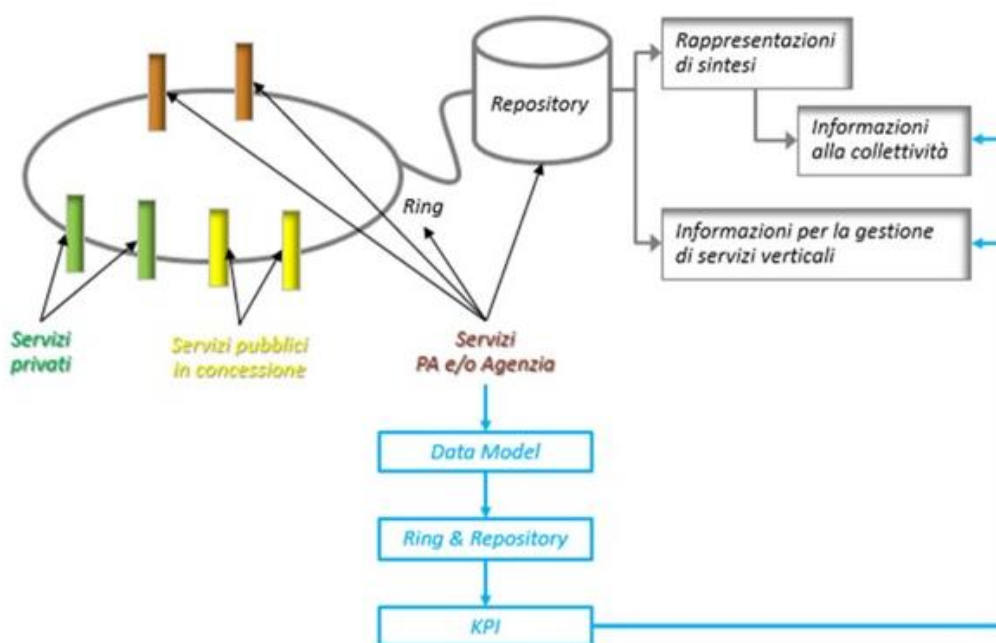 Repository
Rappresentazioni
di sintesi
Informazioni
alla collettività
Ring
Informazioni per la gestione
di servizi verticali
Servizi
privati
Servizi pubblici
in concessione
Servizi
PA e/o Agenzia
Data Model
Ring & Repository
KPI